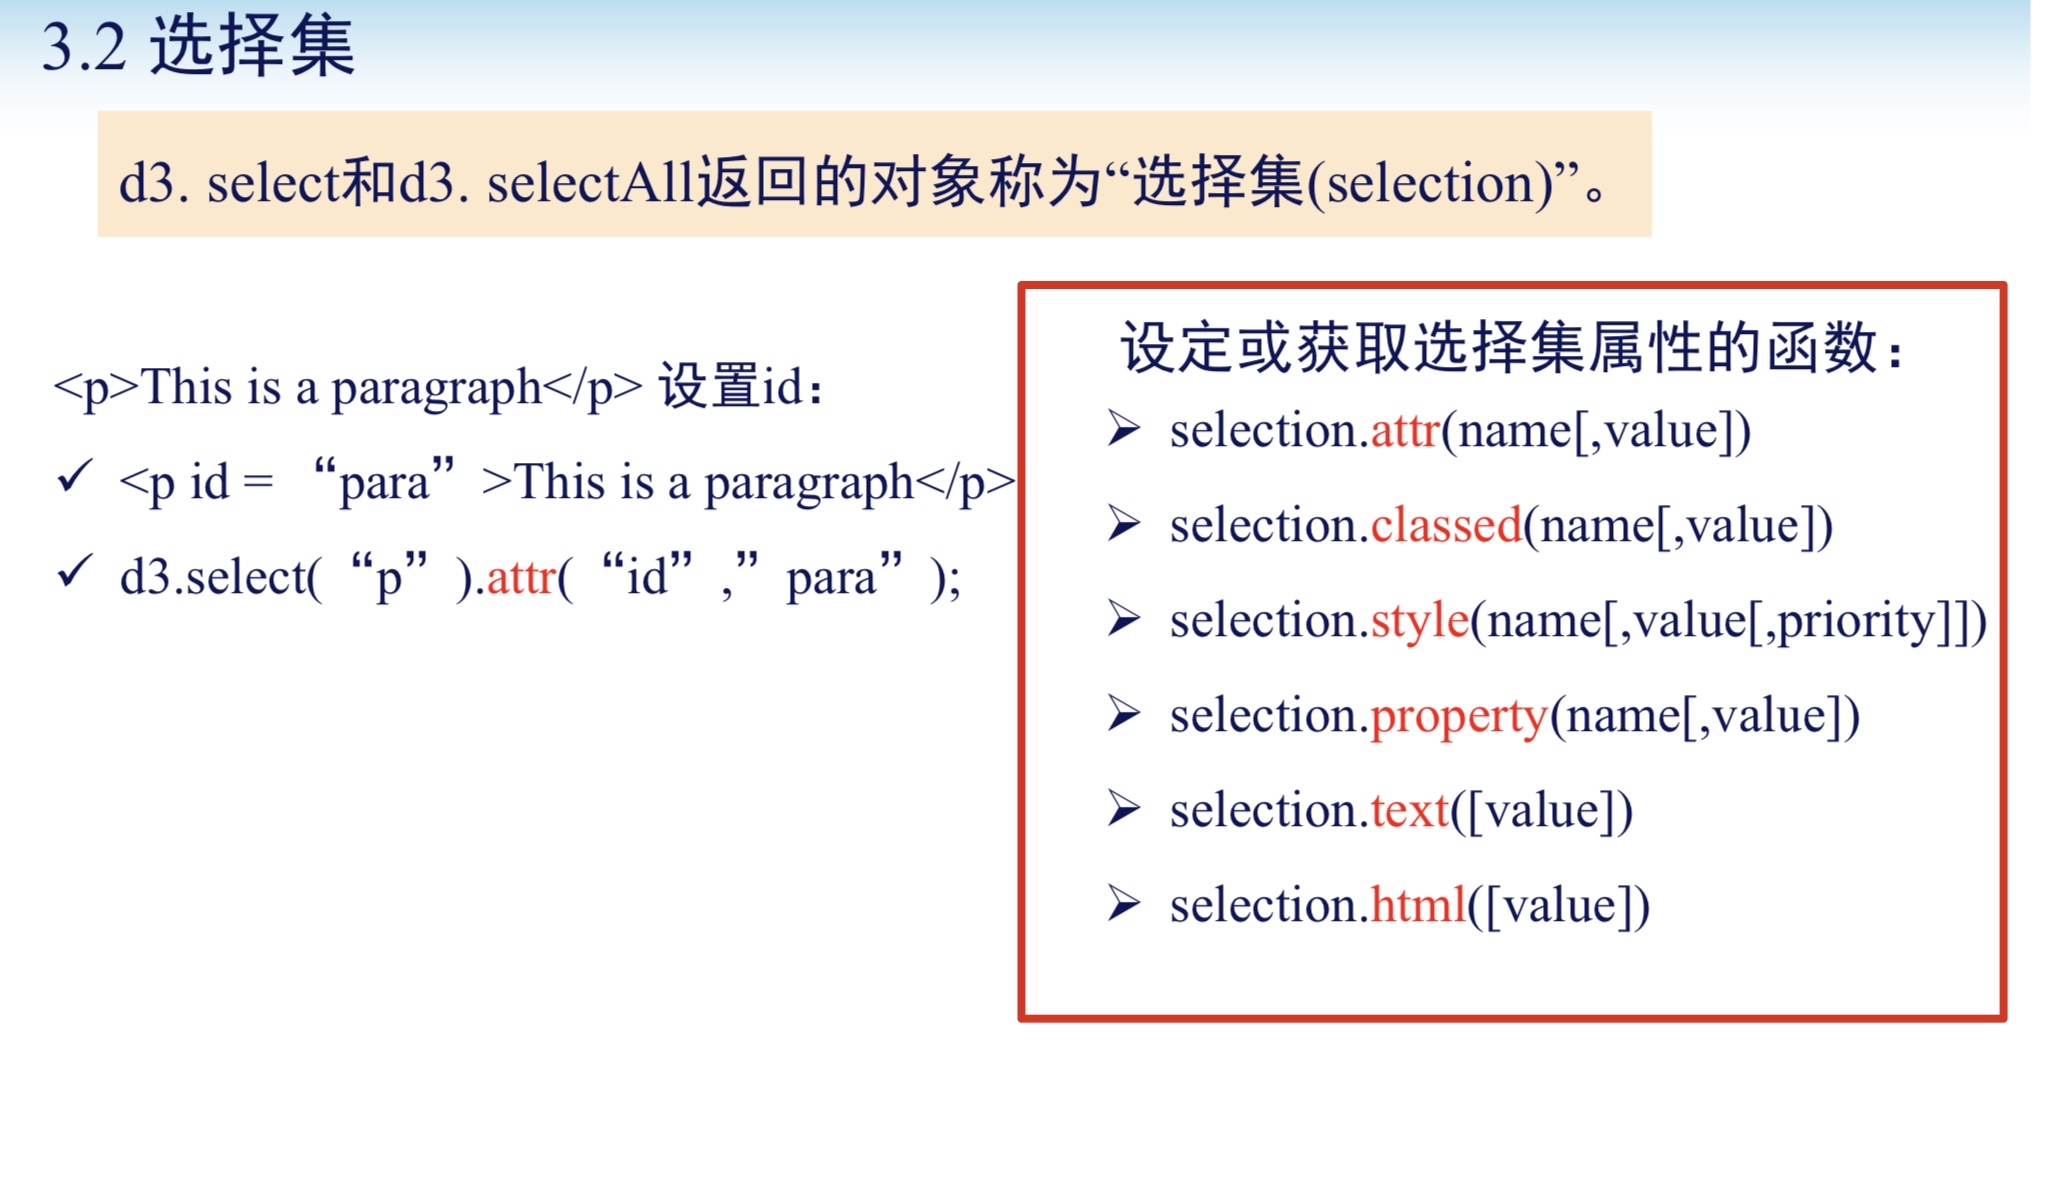 3.2 选择集
d3. select和d3. selectAll返回的对象称为“选择集(selection)”。
<p>This is a paragraph</p> 设置id：
✓ <p id = “para” >This is a paragraph</p>
✓ d3.select( “p” ).attr( “id” ,” para” );
设定或获取选择集属性的函数：
➢ selection.attr(name[,value])
➢ selection.classed(name[,value])
➢ selection.style(name[,value[,priority]])
➢ selection.property(name[,value])
➢ selection.text([value])
➢ selection.html([value])